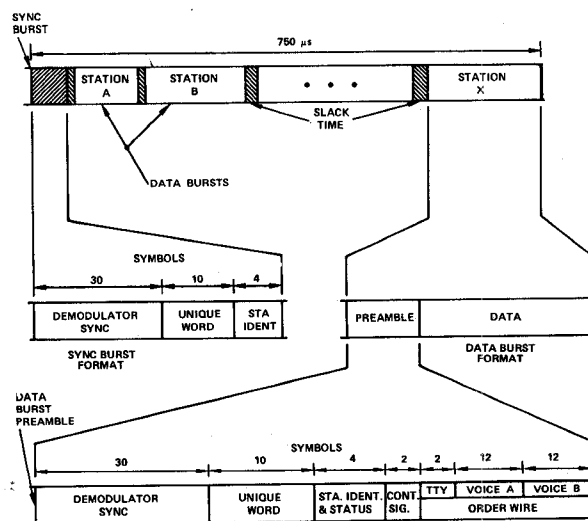 SYNC
BURST
750 μs
STATION
A
STATION
B
• • •
STATION
X
SLACK
TIME
DATA BURSTS
SYMBOLS
30 10 4
DEMODULATOR
SYNC
UNIQUE
WORD
STA
IDENT
PREAMBLE
DATA
SYNC BURST
FORMAT
DATA BURST
FORMAT
DATA
BURST
PREAMBLE
SYMBOLS
30 10 4 2 2 12 12
DEMODULATOR
SYNC
UNIQUE
WORD
STA. IDENT.
& STATUS
CONT.
SIG.
TTY
VOICE A
VOICE B
ORDER WIRE